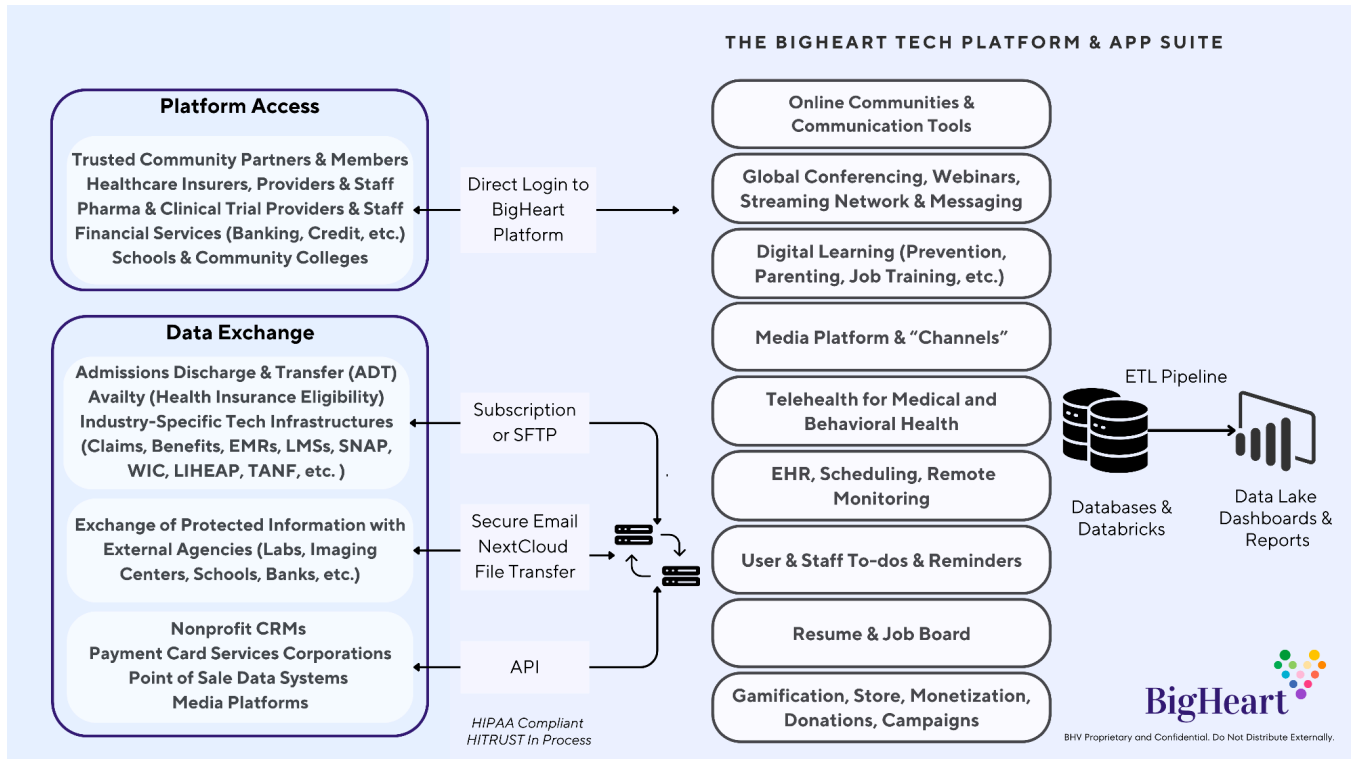 THE BIGHEART TECH PLATFORM & APP SUITE
Platform Access
Trusted Community Partners & Members
Healthcare Insurers, Providers & Staff
Pharma & Clinical Trial Providers & Staff
Financial Services (Banking, Credit, etc.)
Schools & Community Colleges
Direct Login to
BigHeart
Platform
Data Exchange
Admissions Discharge & Transfer (ADT)
Availty (Health Insurance Eligibility)
Industry-Specific Tech Infrastructures
(Claims, Benefits, EMRs, LMSs, SNAP,
WIC, LIHEAP, TANF, etc. )
Subscription
or SFTP
Exchange of Protected Information with
External Agencies (Labs, Imaging
Centers, Schools, Banks, etc.)
Secure Email
NextCloud
File Transfer
Nonprofit CRMs
Payment Card Services Corporations
Point of Sale Data Systems
Media Platforms
API
HIPAA Compliant
HITRUST In Process
Online Communities &
Communication Tools
Global Conferencing, Webinars,
Streaming Network & Messaging
Digital Learning (Prevention,
Parenting, Job Training, etc.)
Media Platform & “Channels”
Telehealth for Medical and
Behavioral Health
EHR, Scheduling, Remote
Monitoring
User & Staff To-dos & Reminders
Resume & Job Board
Gamification, Store, Monetization,
Donations, Campaigns
ETL Pipeline
Databases &
Databricks
Data Lake
Dashboards &
Reports
BigHeart
BHV Proprietary and Confidential. Do Not Distribute Externally.